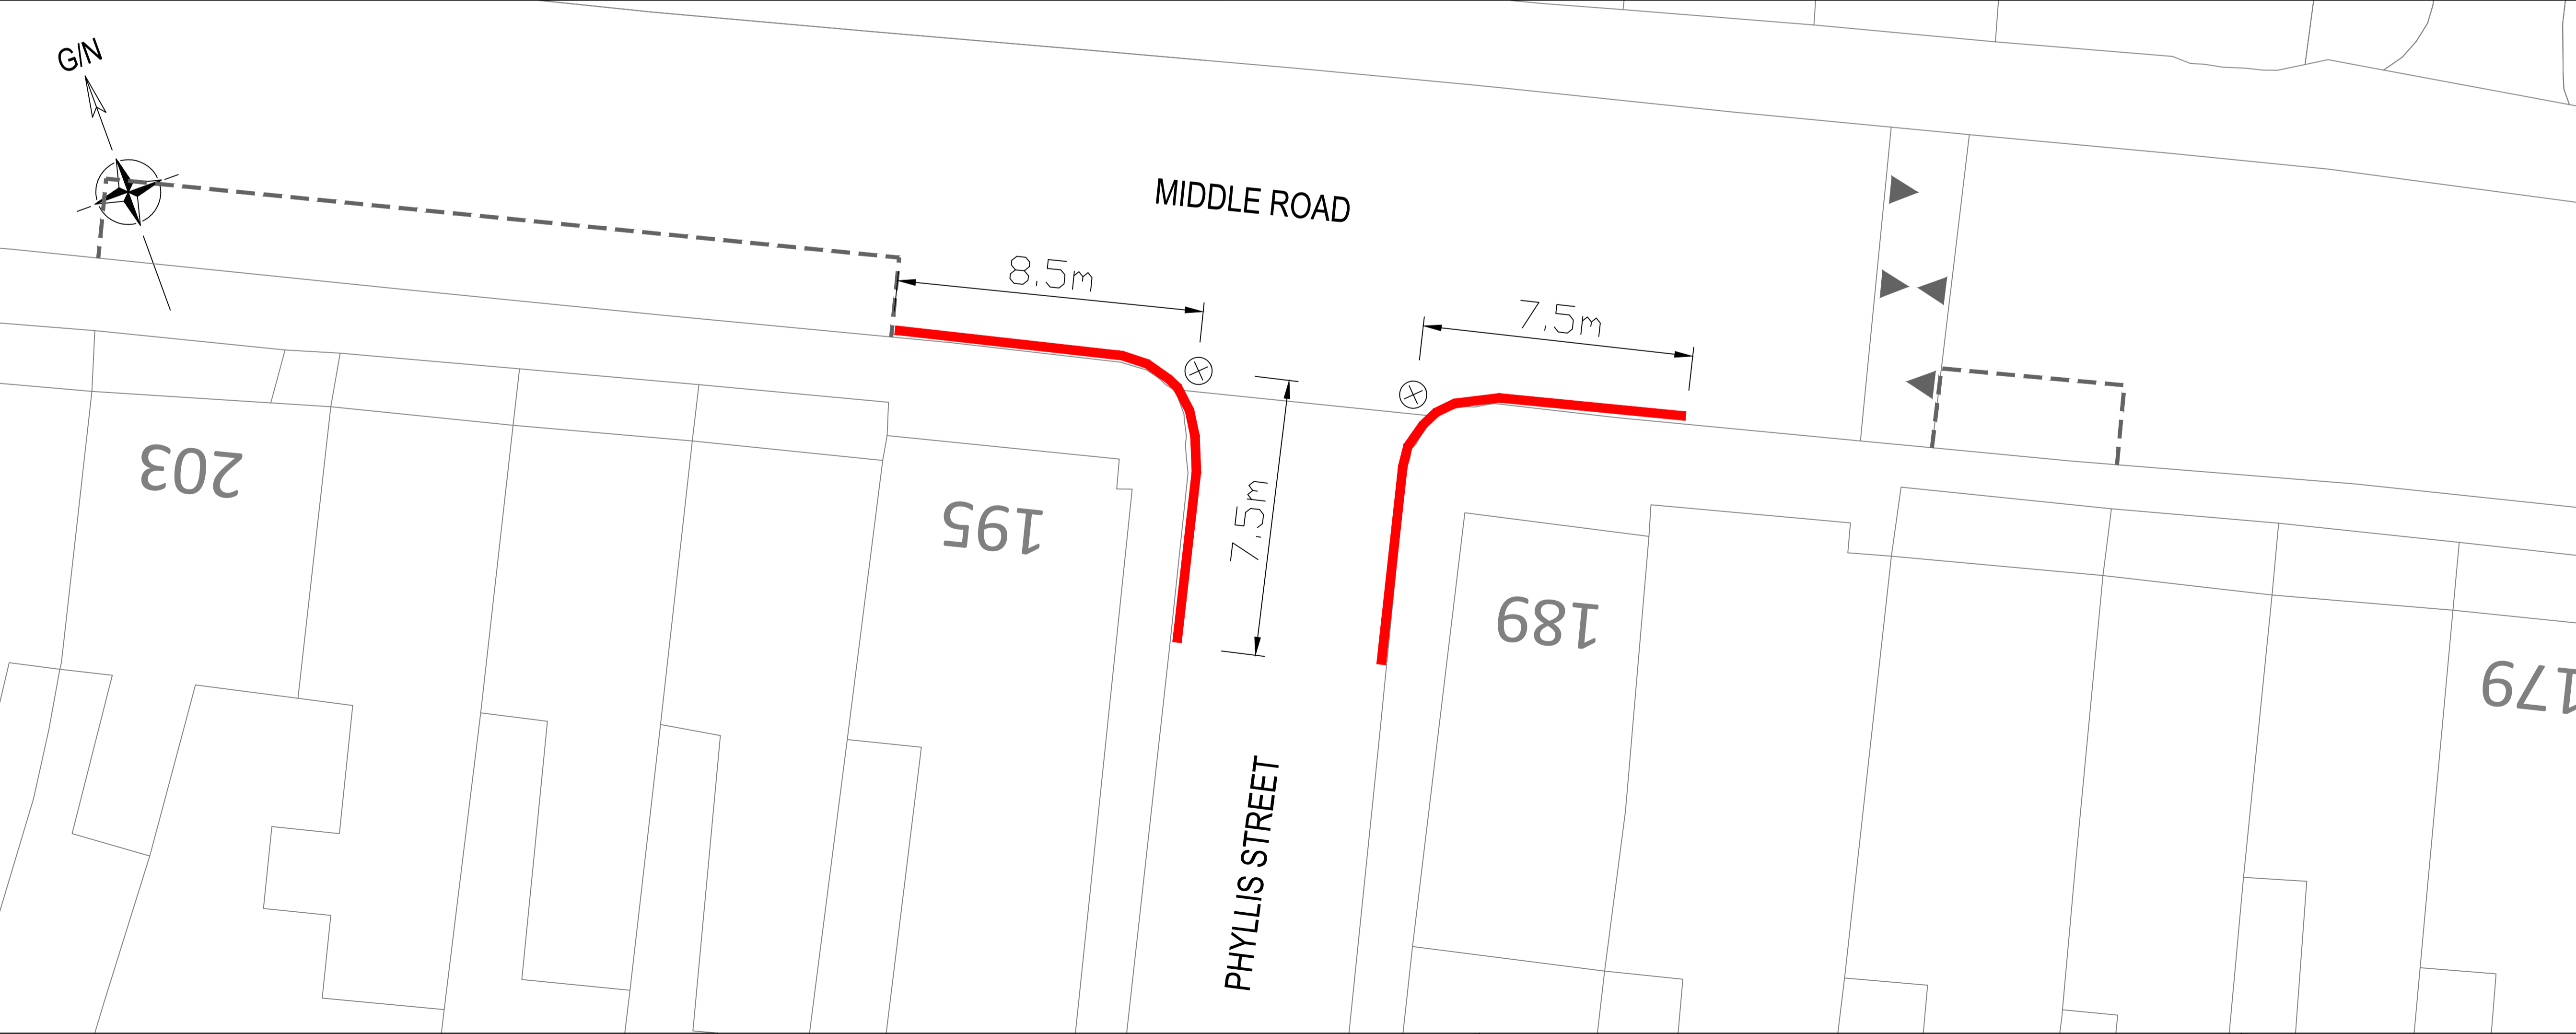 G/N
MIDDLE ROAD
8.5m
7.5m
203
195
7.5m
189
179
PHYLLIS STREET